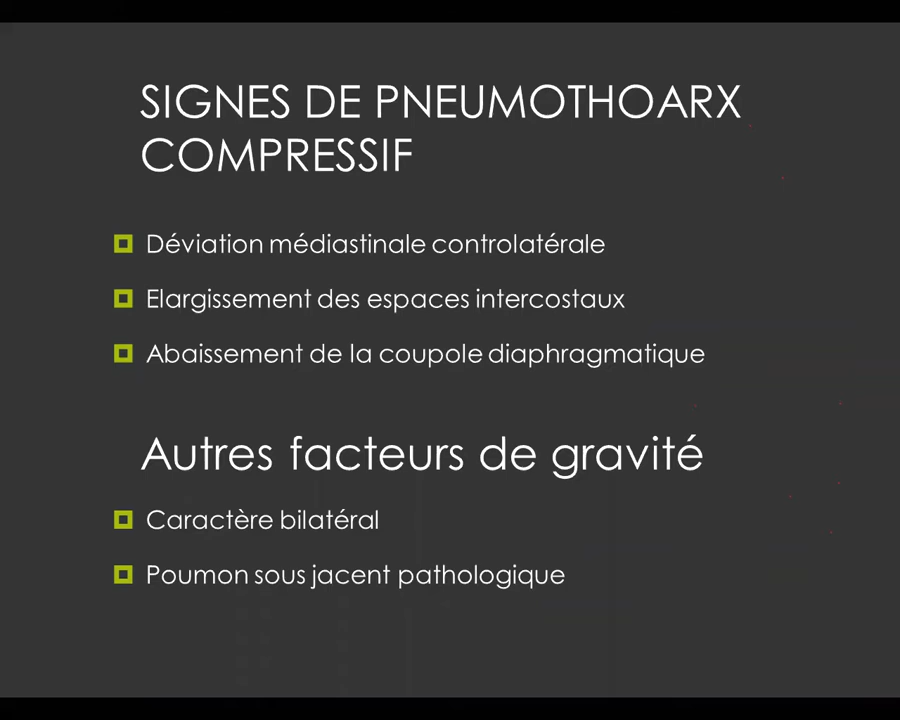 SIGNES DE PNEUMOTHOARX
COMPRESSIF
Déviation médiastinale controlatérale
Elargissement des espaces intercostaux
Abaissement de la coupole diaphragmatique
Autres facteurs de gravité
Caractère bilatéral
Poumon sous jacent pathologique